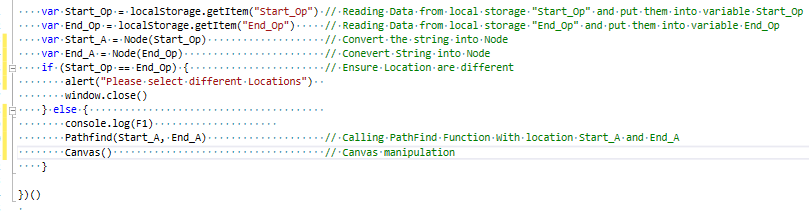 var Start_Op = localStorage.getItem("Start_Op") // Reading Data from local storage "Start_Op" and put them into variable Start_Op
var End_Op = localStorage.getItem("End_Op") // Reading Data from local storage "End_Op" and put them into variable End_Op
var Start_A = Node(Start_Op) // Convert the string into Node
var End_A = Node(End_Op) // Conevert String into Node
if (Start_Op == End_Op) { // Ensure Location are different
alert("Please select different Locations")
window.close()
} else {
console.log(F1)
Pathfind(Start_A, End_A) // Calling PathFind Function With location Start_A and End_A
Canvas() // Canvas manipulation
}
})()